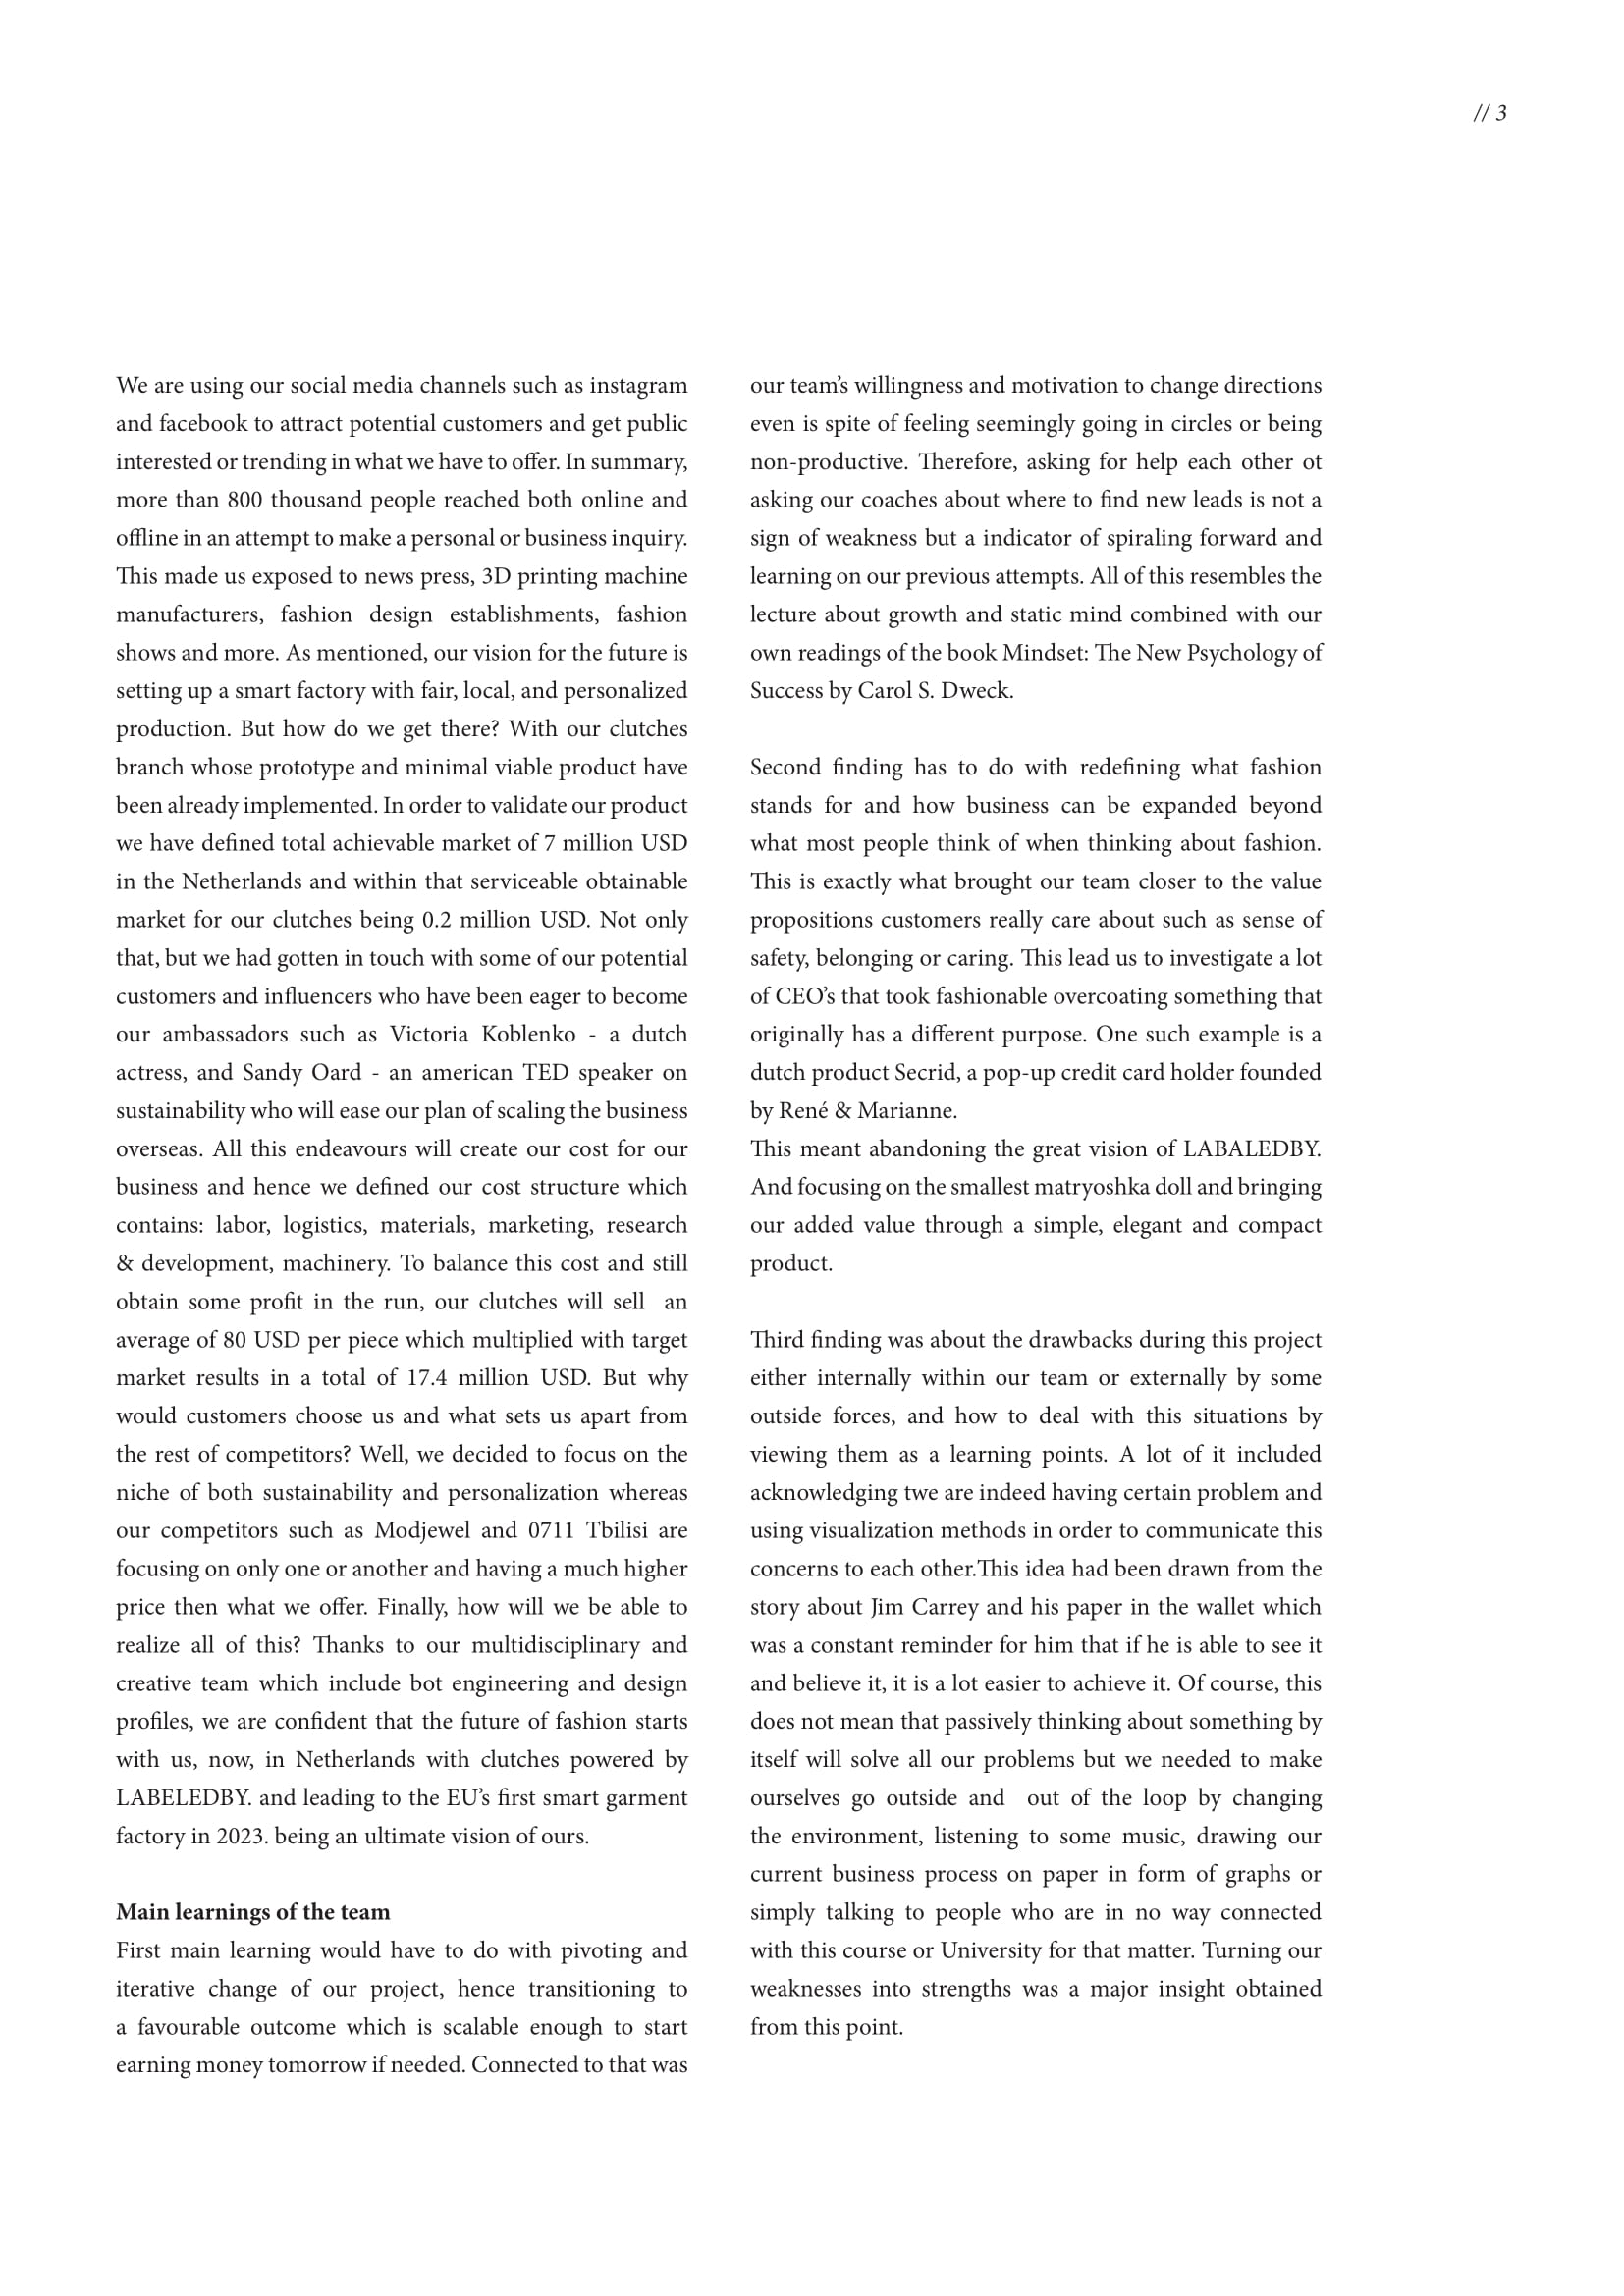 // 3
We are using our social media channels such as instagram
and facebook to attract potential customers and get public
interested or trending in what we have to offer. In summary,
more than 800 thousand people reached both online and
offline in an attempt to make a personal or business inquiry.
This made us exposed to news press, 3D printing machine
manufacturers, fashion design establishments, fashion
shows and more. As mentioned, our vision for the future is
setting up a smart factory with fair, local, and personalized
production. But how do we get there? With our clutches
branch whose prototype and minimal viable product have
been already implemented. In order to validate our product
we have defined total achievable market of 7 million USD
in the Netherlands and within that serviceable obtainable
market for our clutches being 0.2 million USD. Not only
that, but we had gotten in touch with some of our potential
customers and influencers who have been eager to become
our ambassadors such as Victoria Koblenko - a dutch
actress, and Sandy Oard - an american TED speaker on
sustainability who will ease our plan of scaling the business
overseas. All this endeavours will create our cost for our
business and hence we defined our cost structure which
contains: labor, logistics, materials, marketing, research
& development, machinery. To balance this cost and still
obtain some profit in the run, our clutches will sell an
average of 80 USD per piece which multiplied with target
market results in a total of 17.4 million USD. But why
would customers choose us and what sets us apart from
the rest of competitors? Well, we decided to focus on the
niche of both sustainability and personalization whereas
our competitors such as Modjewel and 0711 Tbilisi are
focusing on only one or another and having a much higher
price then what we offer. Finally, how will we be able to
realize all of this? Thanks to our multidisciplinary and
creative team which include bot engineering and design
profiles, we are confident that the future of fashion starts
with us, now, in Netherlands with clutches powered by
LABELEDBY. and leading to the EU's first smart garment
factory in 2023. being an ultimate vision of ours.
Main learnings of the team
First main learning would have to do with pivoting and
iterative change of our project, hence transitioning to
a favourable outcome which is scalable enough to start
earning money tomorrow if needed. Connected to that was
our team's willingness and motivation to change directions
even is spite of feeling seemingly going in circles or being
non-productive. Therefore, asking for help each other ot
asking our coaches about where to find new leads is not a
sign of weakness but a indicator of spiraling forward and
learning on our previous attempts. All of this resembles the
lecture about growth and static mind combined with our
own readings of the book Mindset: The New Psychology of
Success by Carol S. Dweck.
Second finding has to do with redefining what fashion
stands for and how business can be expanded beyond
what most people think of when thinking about fashion.
This is exactly what brought our team closer to the value
propositions customers really care about such as sense of
safety, belonging or caring. This lead us to investigate a lot
of CEO's that took fashionable overcoating something that
originally has a different purpose. One such example is a
dutch product Secrid, a pop-up credit card holder founded
by René & Marianne.
This meant abandoning the great vision of LABALEDBY.
And focusing on the smallest matryoshka doll and bringing
our added value through a simple, elegant and compact
product.
Third finding was about the drawbacks during this project
either internally within our team or externally by some
outside forces, and how to deal with this situations by
viewing them as a learning points. A lot of it included
acknowledging twe are indeed having certain problem and
using visualization methods in order to communicate this
concerns to each other.This idea had been drawn from the
story about Jim Carrey and his paper in the wallet which
was a constant reminder for him that if he is able to see it
and believe it, it is a lot easier to achieve it. Of course, this
does not mean that passively thinking about something by
itself will solve all our problems but we needed to make
ourselves go outside and out of the loop by changing
the environment, listening to some music, drawing our
current business process on paper in form of graphs or
simply talking to people who are in no way connected
with this course or University for that matter. Turning our
weaknesses into strengths was a major insight obtained
from this point.